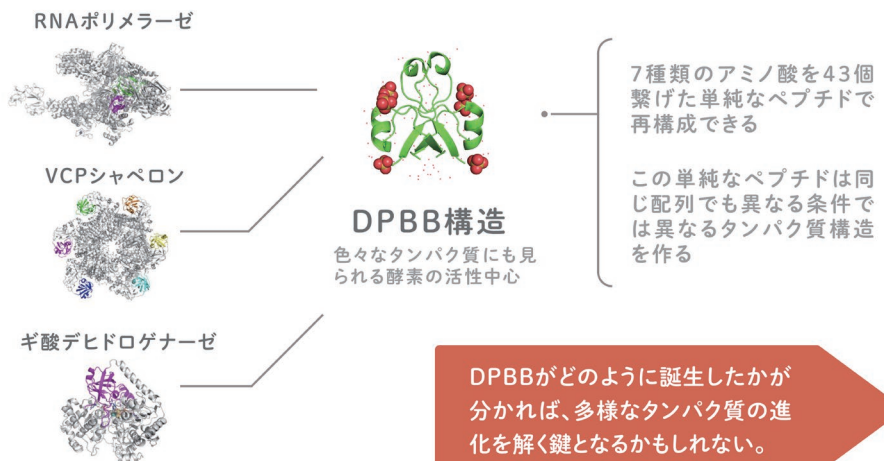 RNAポリメラーゼ
VCPシャペロン
ギ酸デヒドロゲナーゼ
DPBB構造
色々なタンパク質にも見
られる酵素の活性中心
7種類のアミノ酸を43個
繋げた単純なペプチドで
再構成できる
この単純なペプチドは同
じ配列でも異なる条件で
は異なるタンパク質構造
を作る
DPBBがどのように誕生したかが
分かれば、多様なタンパク質の進
化を解く鍵となるかもしれない。